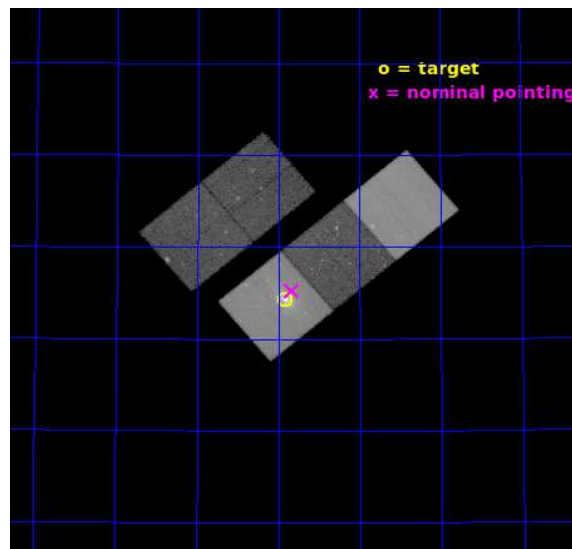 o = target
x = nominal pointing